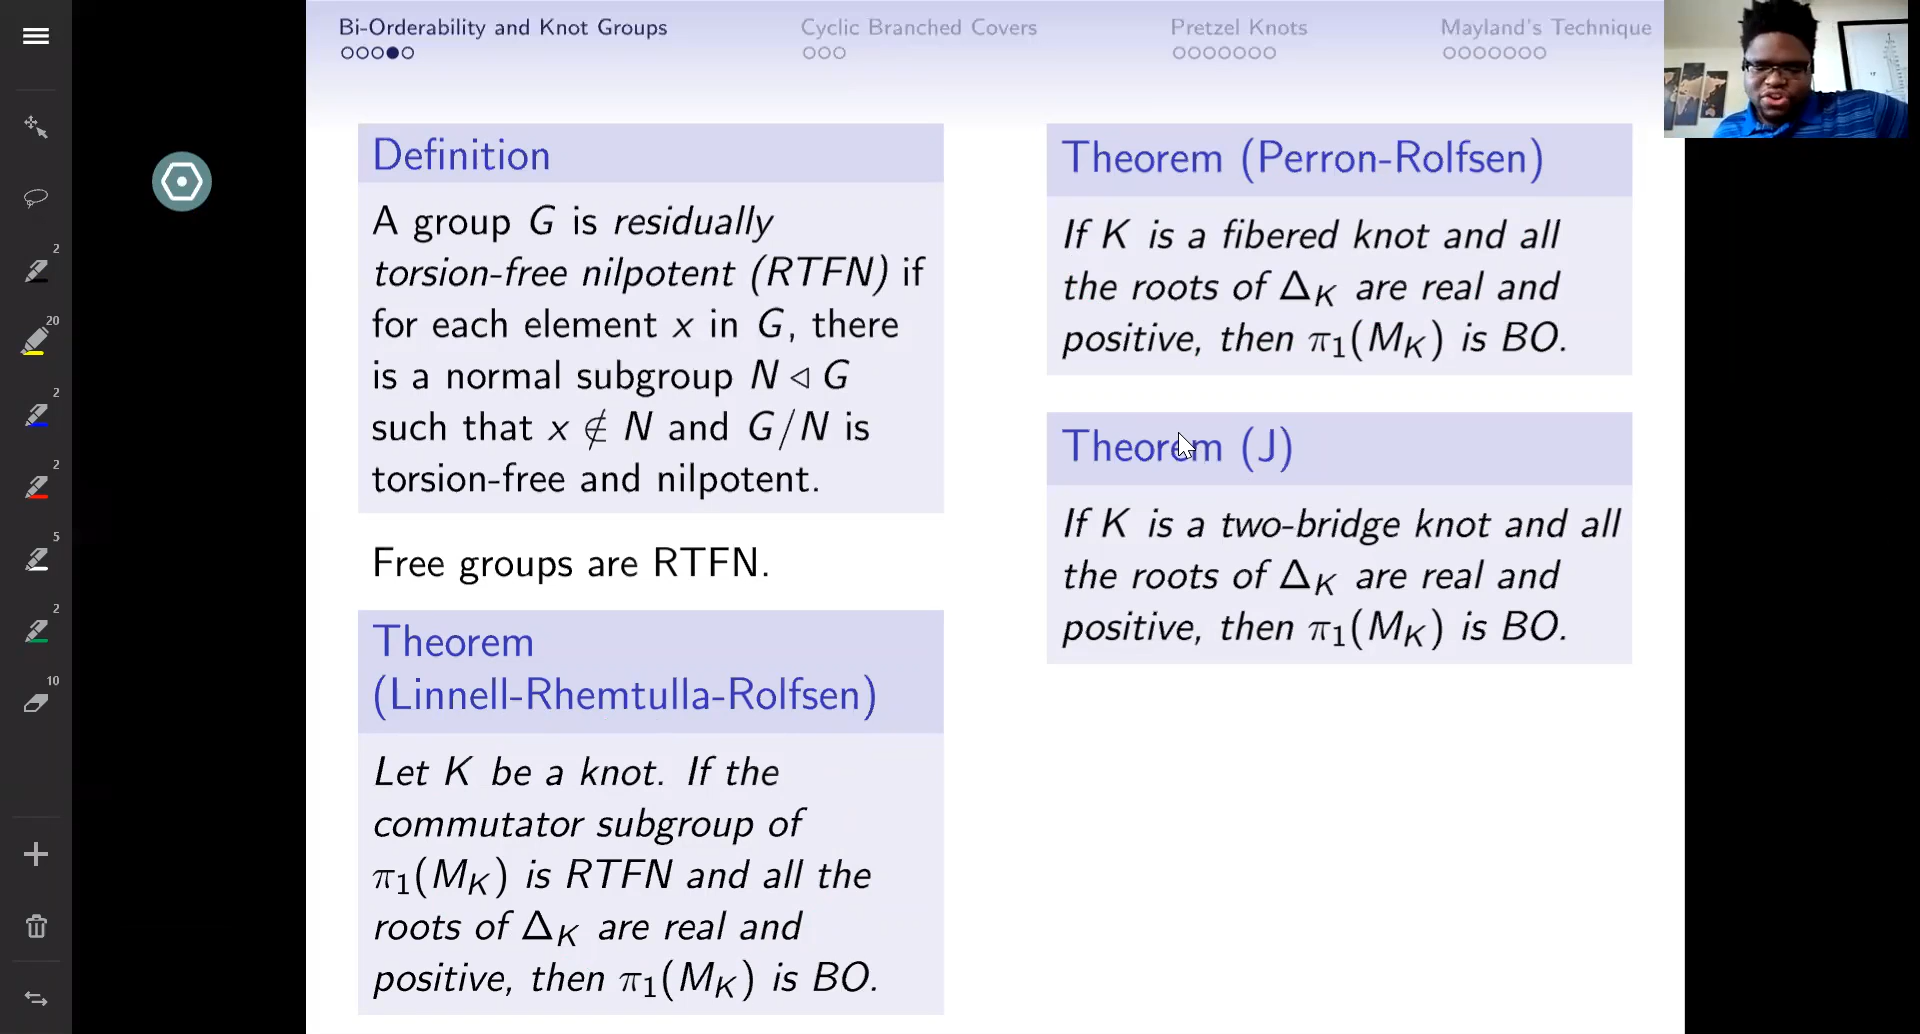 Bi-Orderability and Knot Groups
Cyclic Branched Covers
Pretzel Knots
Mayland's Technique
Definition
A group G is residually
torsion-free nilpotent (RTFN) if
for each element x in G, there
is a normal subgroup N ◁ G
such that x ∉ N and G/N is
torsion-free and nilpotent.
Free groups are RTFN.
Theorem
(Linnell-Rhemtulla-Rolfsen)
Let K be a knot. If the
commutator subgroup of
π₁(M_K) is RTFN and all the
roots of Δ_K are real and
positive, then π₁(M_K) is BO.
Theorem (Perron-Rolfsen)
If K is a fibered knot and all
the roots of Δ_K are real and
positive, then π₁(M_K) is BO.
Theorem (J)
If K is a two-bridge knot and all
the roots of Δ_K are real and
positive, then π₁(M_K) is BO.
2
20
2
2
5
2
10